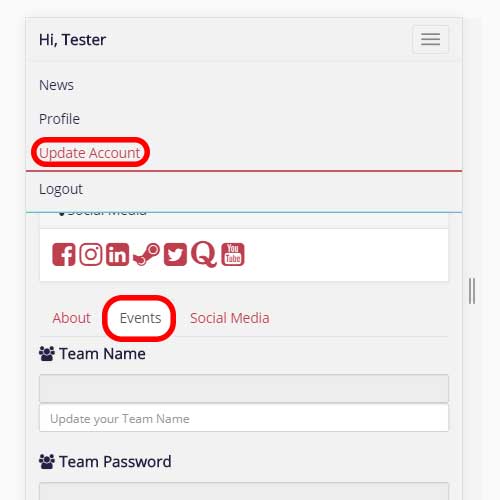 Hi, Tester
News
Profile
Update Account
Logout
Social Media
You Tube
About Events Social Media
Team Name
Update your Team Name
Team Password